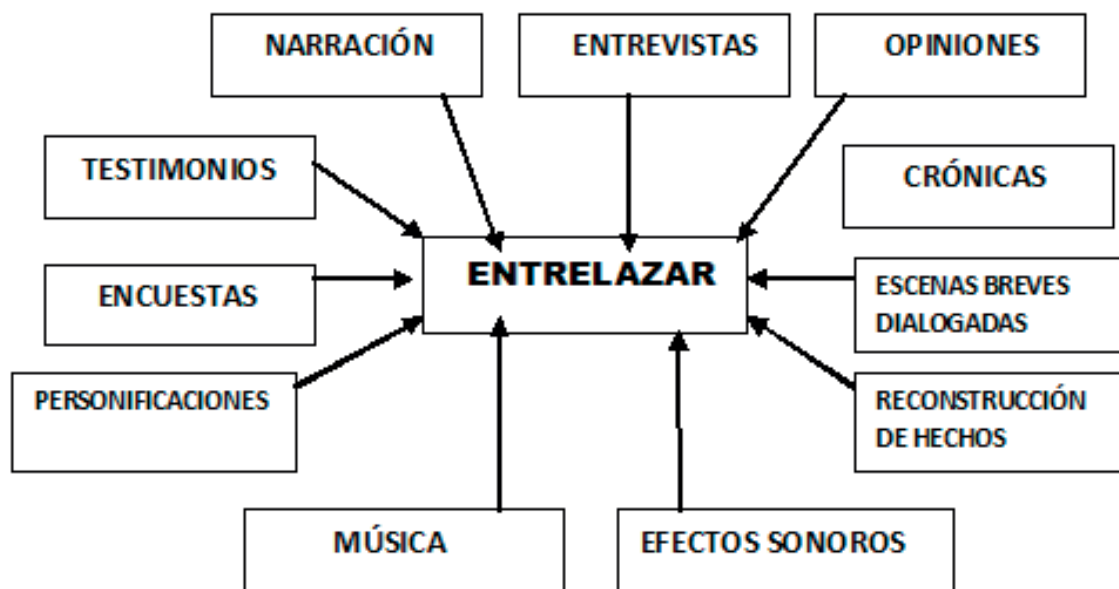 NARRACIÓN
ENTREVISTAS
OPINIONES
TESTIMONIOS
CRÓNICAS
ENTRELAZAR
ENCUESTAS
ESCENAS BREVES
DIALOGADAS
PERSONIFICACIONES
RECONSTRUCCIÓN
DE HECHOS
MÚSICA
EFECTOS SONOROS